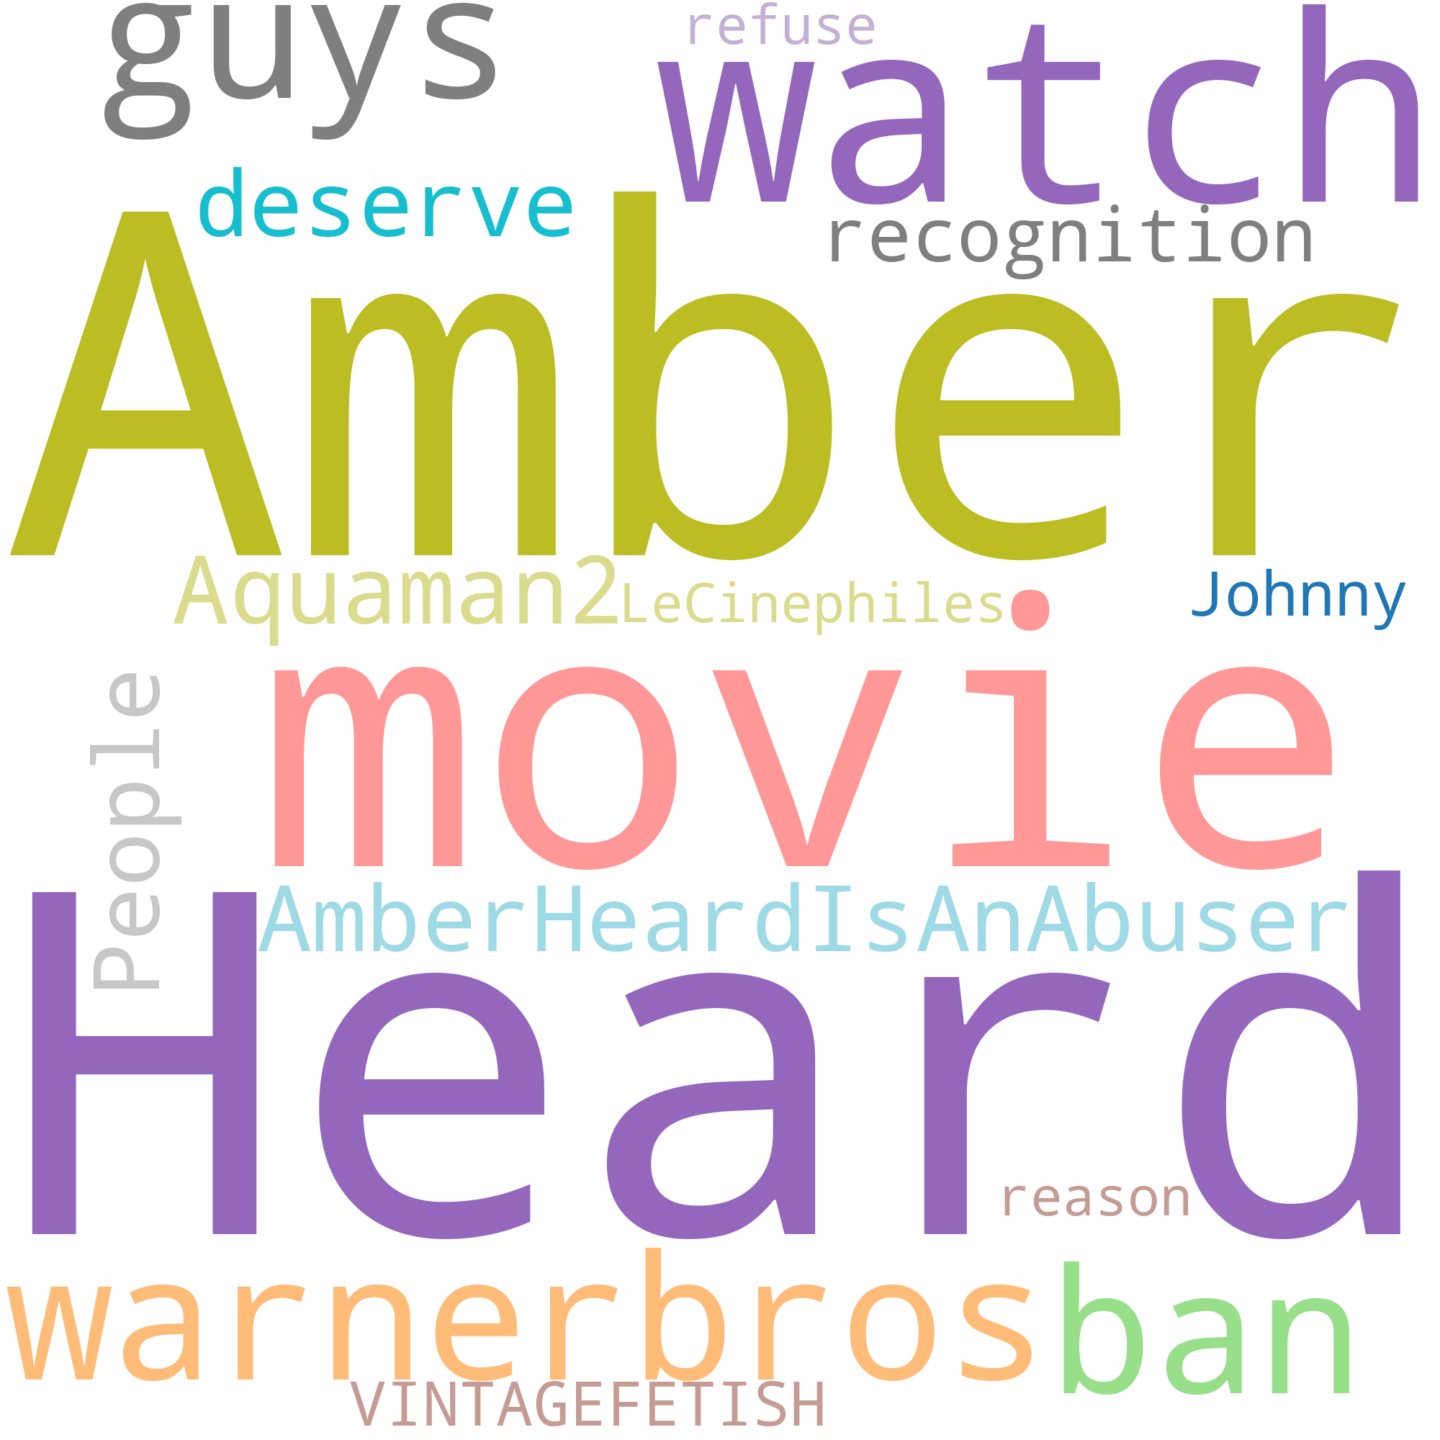 guys
refuse
watch
deserve
recognition
Amber
Aquaman2
LeCinephiles
Johnny
movie
People
AmberHeardIsAnAbuser
Heard
reason
warnerbros
ban
VINTAGEFETISH